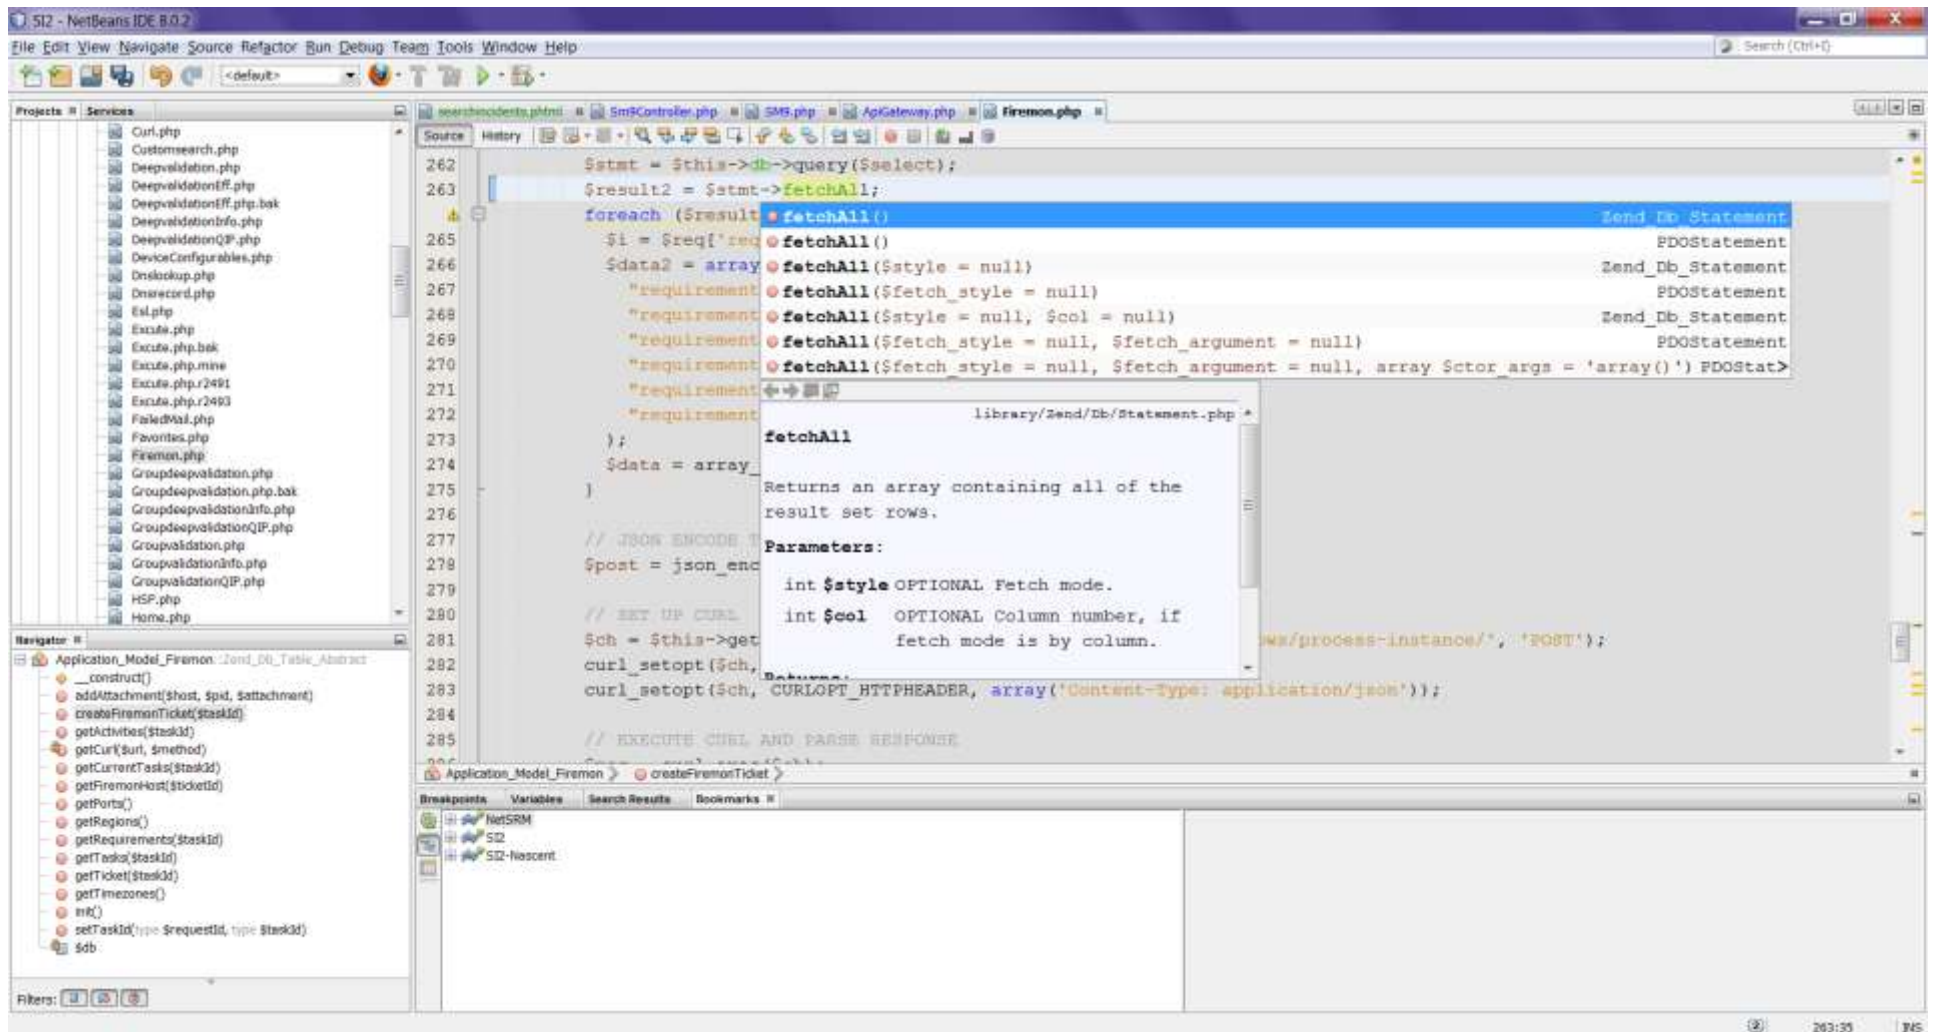 SI2 - NetBeans IDE 8.0.2
File Edit View Navigate Source Refactor Run Debug Team Tools Window Help
Search (Ctrl+I)
<default>
Projects Services
Curl.php
Customsearch.php
Deepvalidation.php
DeepvalidationEff.php
DeepvalidationEff.php.bak
DeepvalidationInfo.php
DeepvalidationQIP.php
DeviceConfigurables.php
Dnslookup.php
Dnsrecord.php
Esl.php
Excute.php
Excute.php.bak
Excute.php.mine
Excute.php.r2491
Excute.php.r2493
FailedMail.php
Favorites.php
Firemon.php
Groupdeepvalidation.php
Groupdeepvalidation.php.bak
GroupdeepvalidationInfo.php
GroupdeepvalidationQIP.php
Groupvalidation.php
GroupvalidationInfo.php
GroupvalidationQIP.php
HSP.php
Home.php
Navigator
Application_Model_Firemon::Zend_Db_Table_Abstract
__construct()
addAttachment($host, $pid, $attachment)
createFiremonTicket($taskId)
getActivities($taskId)
getCurl($url, $method)
getCurrentTasks($taskId)
getFiremonHost($ticketId)
getPorts()
getRegions()
getRequirements($taskId)
getTasks($taskId)
getTicket($taskId)
getTimezones()
init()
setTaskId(type $requestId, type $taskId)
$db
Filters:
searchincidents.phtml Sm9Controller.php SM9.php ApiGateway.php Firemon.php
Source History
262 $stmt = $this->db->query($select);
263 $result2 = $stmt->fetchAll;
foreach ($result
265 $i = $req['req
266 $data2 = array
267 "requirement
268 "requirement
269 "requirement
270 "requirement
271 "requirement
272 "requirement
273 );
274 $data = array_
275 }
276
277 // JSON ENCODE T
278 $post = json_enc
279
280 // SET UP CURL
281 $ch = $this->get ows/process-instance/', 'POST');
282 curl_setopt($ch,
283 curl_setopt($ch, CURLOPT_HTTPHEADER, array('Content-Type: application/json'));
284
285 // EXECUTE CURL AND PARSE RESPONSE
fetchAll() Zend_Db_Statement
fetchAll() PDOStatement
fetchAll($style = null) Zend_Db_Statement
fetchAll($fetch_style = null) PDOStatement
fetchAll($style = null, $col = null) Zend_Db_Statement
fetchAll($fetch_style = null, $fetch_argument = null) PDOStatement
fetchAll($fetch_style = null, $fetch_argument = null, array $ctor_args = 'array()') PDOStat>
library/Zend/Db/Statement.php
fetchAll
Returns an array containing all of the
result set rows.
Parameters:
int $style OPTIONAL Fetch mode.
int $col OPTIONAL Column number, if
fetch mode is by column.
Returns:
Application_Model_Firemon createFiremonTicket
Breakpoints Variables Search Results Bookmarks
NetSRM
SI2
SI2-Nascent
263:35 INS